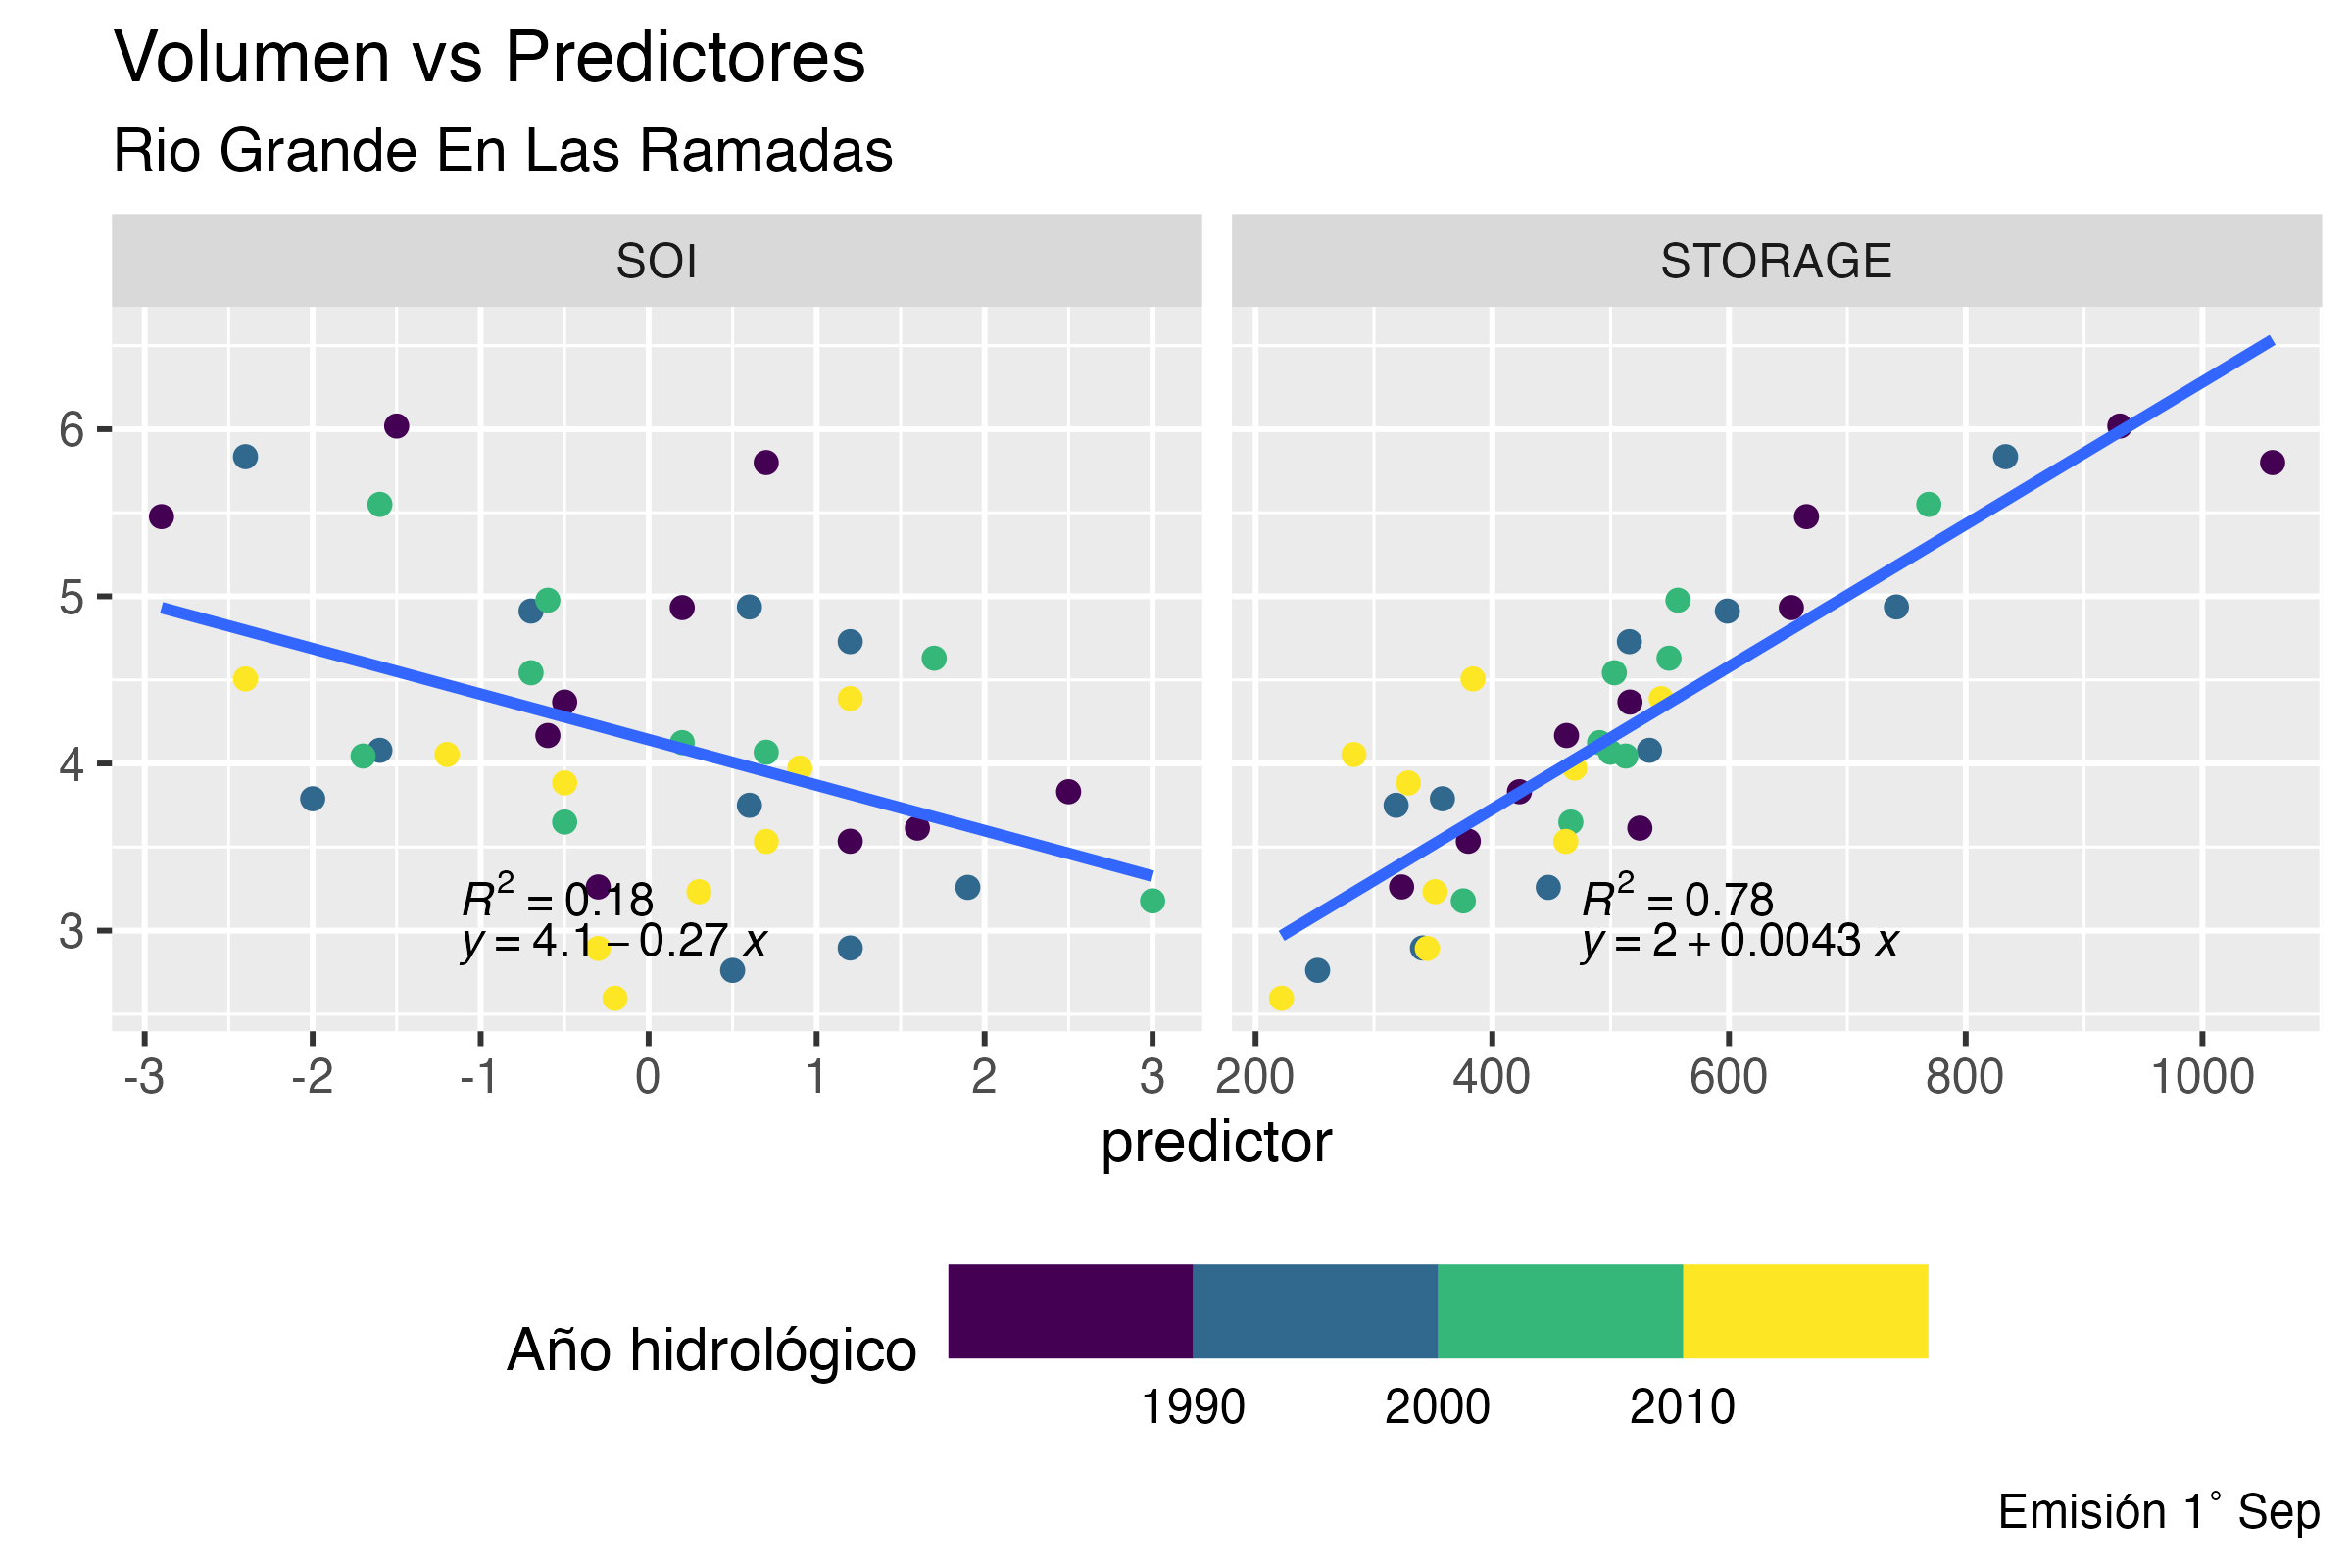 Volumen vs Predictores
Rio Grande En Las Ramadas
SOI STORAGE
6
5
4
3
R² = 0.18
y = 4.1 – 0.27 x
R² = 0.78
y = 2 + 0.0043 x
-3 -2 -1 0 1 2 3 200 400 600 800 1000
predictor
Año hidrológico
1990 2000 2010
Emisión 1° Sep